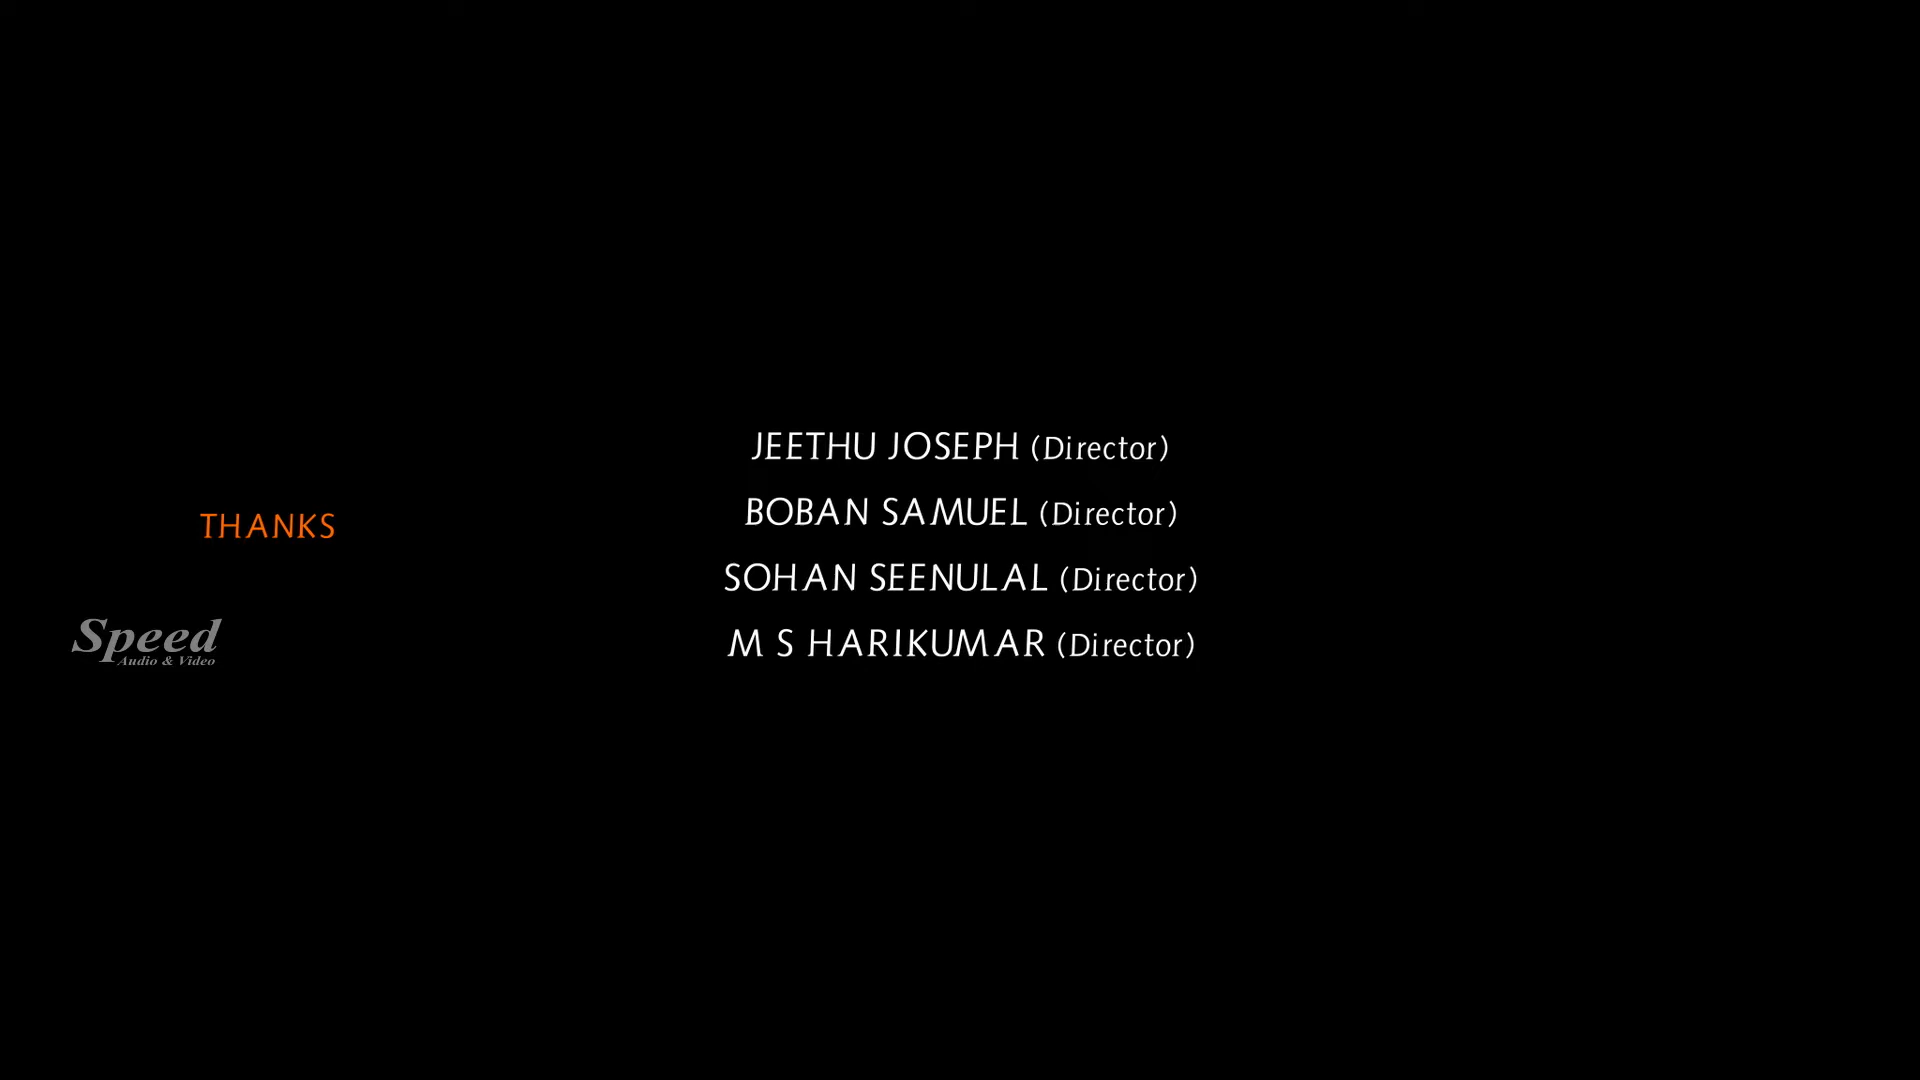 THANKS
JEETHU JOSEPH (Director)
BOBAN SAMUEL (Director)
SOHAN SEENULAL (Director)
M S HARIKUMAR (Director)
Speed
Audio & Video